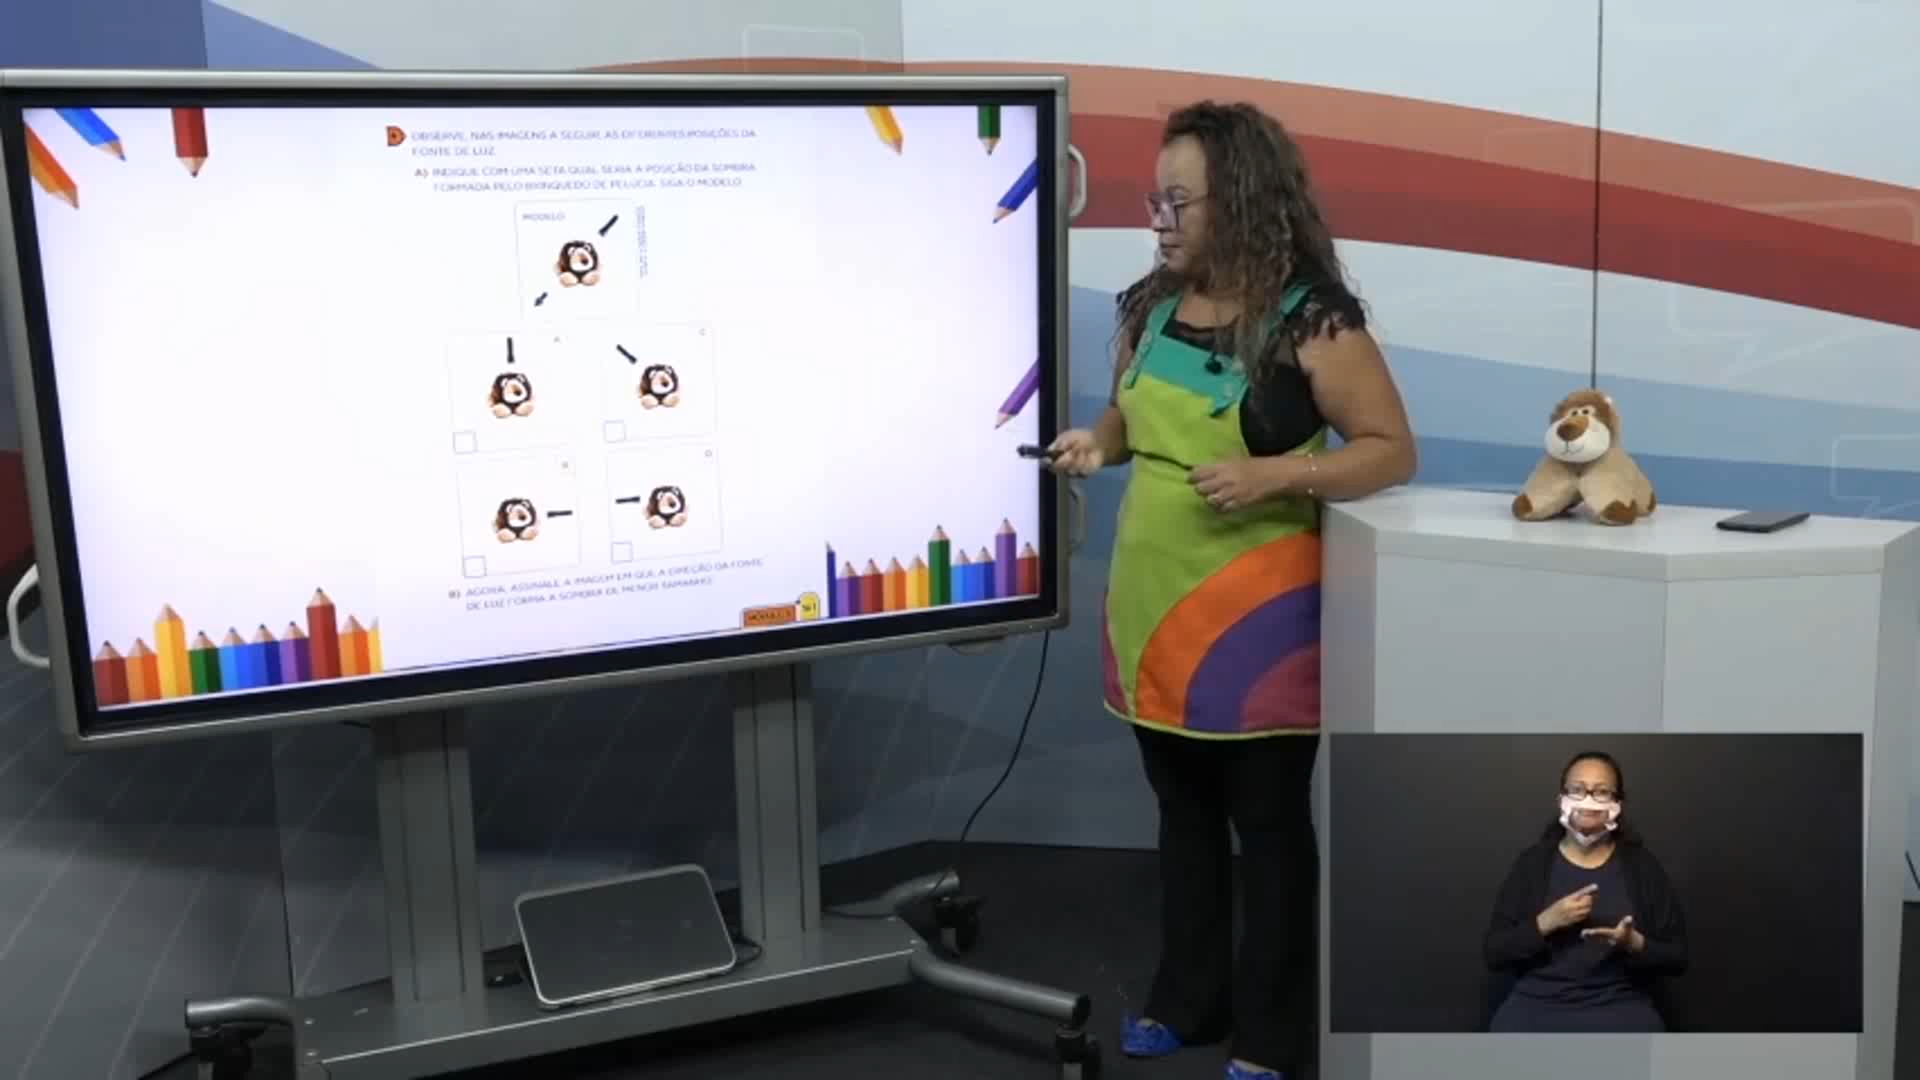 OBSERVE, NAS IMAGENS A SEGUIR, AS DIFERENTES POSIÇÕES DA
FONTE DE LUZ.
A) INDIQUE COM UMA SETA QUAL SERIA A POSIÇÃO DA SOMBRA
FORMADA PELO BRINQUEDO DE PELÚCIA. SIGA O MODELO.
MODELO
A
C
B
D
B) AGORA, ASSINALE A IMAGEM EM QUE A DIREÇÃO DA FONTE
DE LUZ FORMA A SOMBRA DE MENOR TAMANHO.